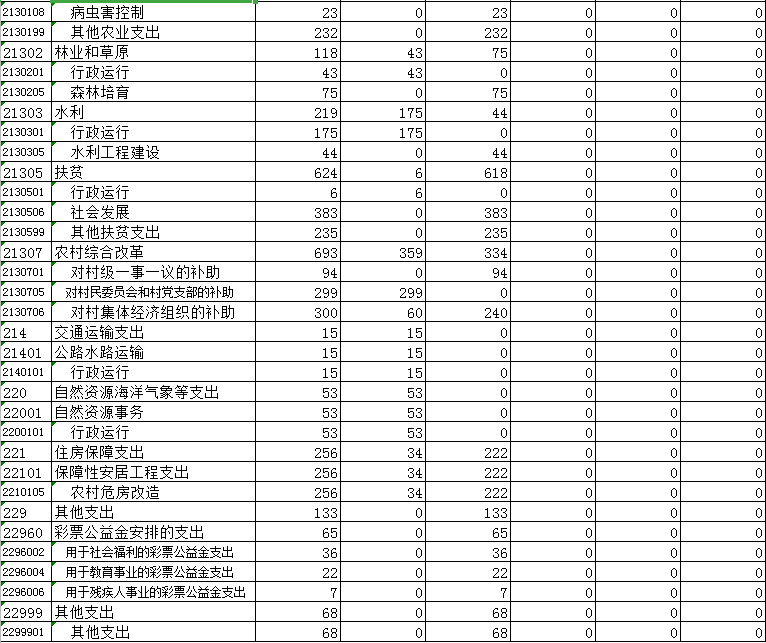 2130108 病虫害控制 23 0 23 0 0 0
2130199 其他农业支出 232 0 232 0 0 0
21302 林业和草原 118 43 75 0 0 0
2130201 行政运行 43 43 0 0 0 0
2130205 森林培育 75 0 75 0 0 0
21303 水利 219 175 44 0 0 0
2130301 行政运行 175 175 0 0 0 0
2130305 水利工程建设 44 0 44 0 0 0
21305 扶贫 624 6 618 0 0 0
2130501 行政运行 6 6 0 0 0 0
2130506 社会发展 383 0 383 0 0 0
2130599 其他扶贫支出 235 0 235 0 0 0
21307 农村综合改革 693 359 334 0 0 0
2130701 对村级一事一议的补助 94 0 94 0 0 0
2130705 对村民委员会和村党支部的补助 299 299 0 0 0 0
2130706 对村集体经济组织的补助 300 60 240 0 0 0
214 交通运输支出 15 15 0 0 0 0
21401 公路水路运输 15 15 0 0 0 0
2140101 行政运行 15 15 0 0 0 0
220 自然资源海洋气象等支出 53 53 0 0 0 0
22001 自然资源事务 53 53 0 0 0 0
2200101 行政运行 53 53 0 0 0 0
221 住房保障支出 256 34 222 0 0 0
22101 保障性安居工程支出 256 34 222 0 0 0
2210105 农村危房改造 256 34 222 0 0 0
229 其他支出 133 0 133 0 0 0
22960 彩票公益金安排的支出 65 0 65 0 0 0
2296002 用于社会福利的彩票公益金支出 36 0 36 0 0 0
2296004 用于教育事业的彩票公益金支出 22 0 22 0 0 0
2296006 用于残疾人事业的彩票公益金支出 7 0 7 0 0 0
22999 其他支出 68 0 68 0 0 0
2299901 其他支出 68 0 68 0 0 0